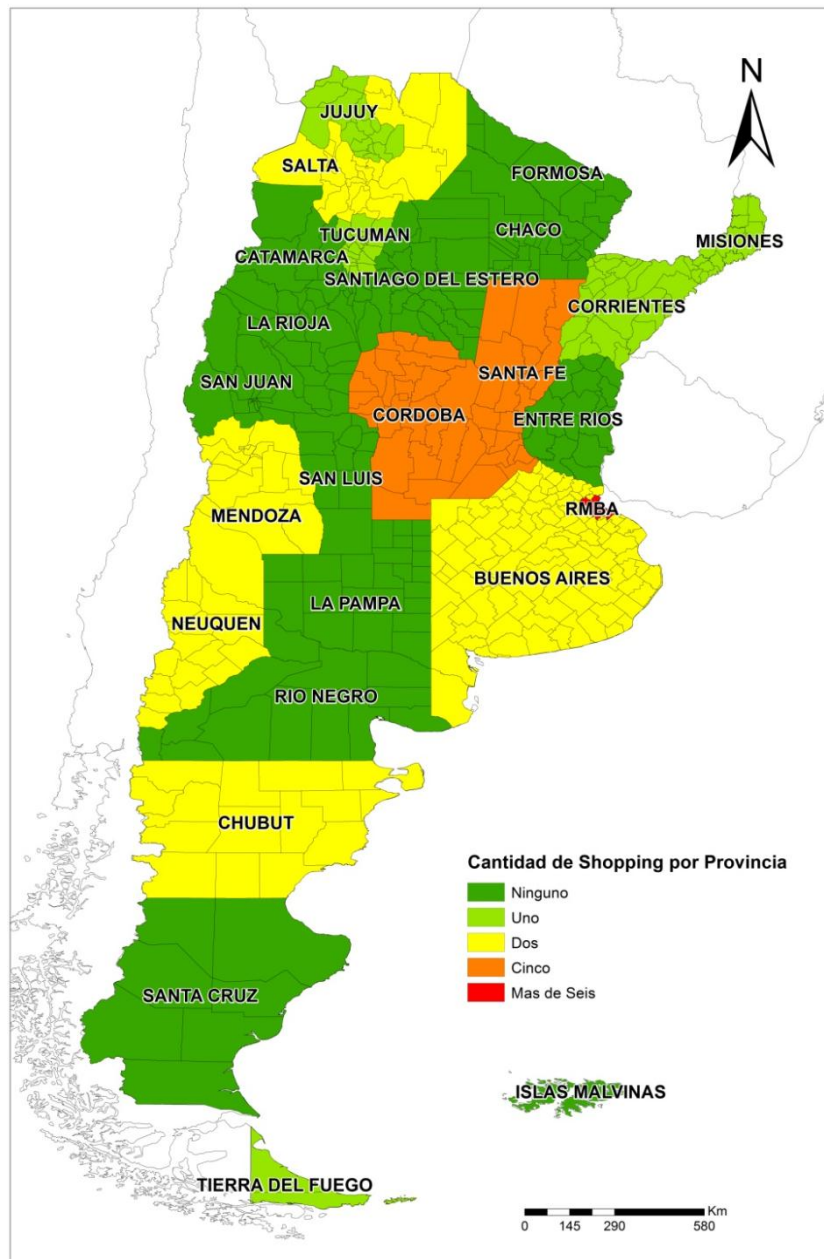 N
JUJUY
SALTA
FORMOSA
CHACO
TUCUMAN
MISIONES
CATAMARCA
SANTIAGO DEL ESTERO
CORRIENTES
LA RIOJA
SANTA FE
SAN JUAN
CORDOBA
ENTRE RIOS
SAN LUIS
MENDOZA
RMBA
BUENOS AIRES
LA PAMPA
NEUQUEN
RIO NEGRO
CHUBUT
Cantidad de Shopping por Provincia
Ninguno
Uno
Dos
Cinco
Mas de Seis
SANTA CRUZ
ISLAS MALVINAS
TIERRA DEL FUEGO
Km
0 145 290 580